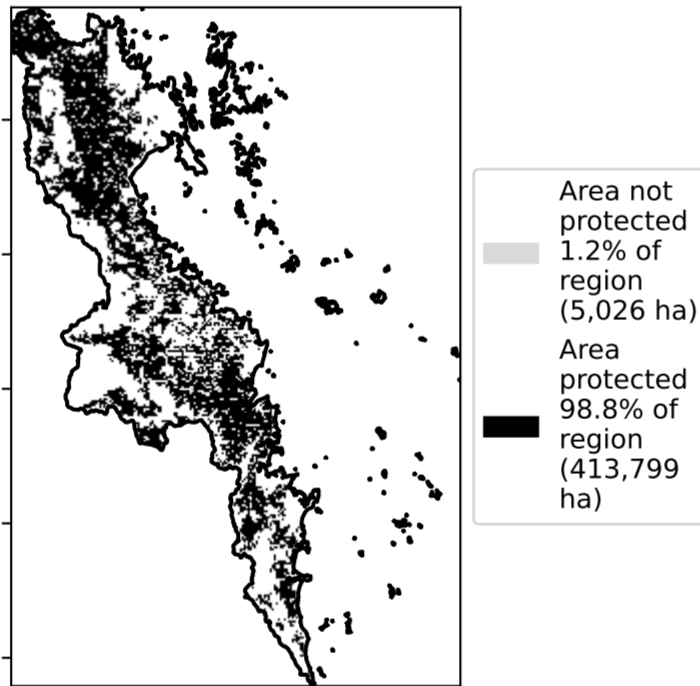 Area not
protected
1.2% of
region
(5,026 ha)
Area
protected
98.8% of
region
(413,799
ha)